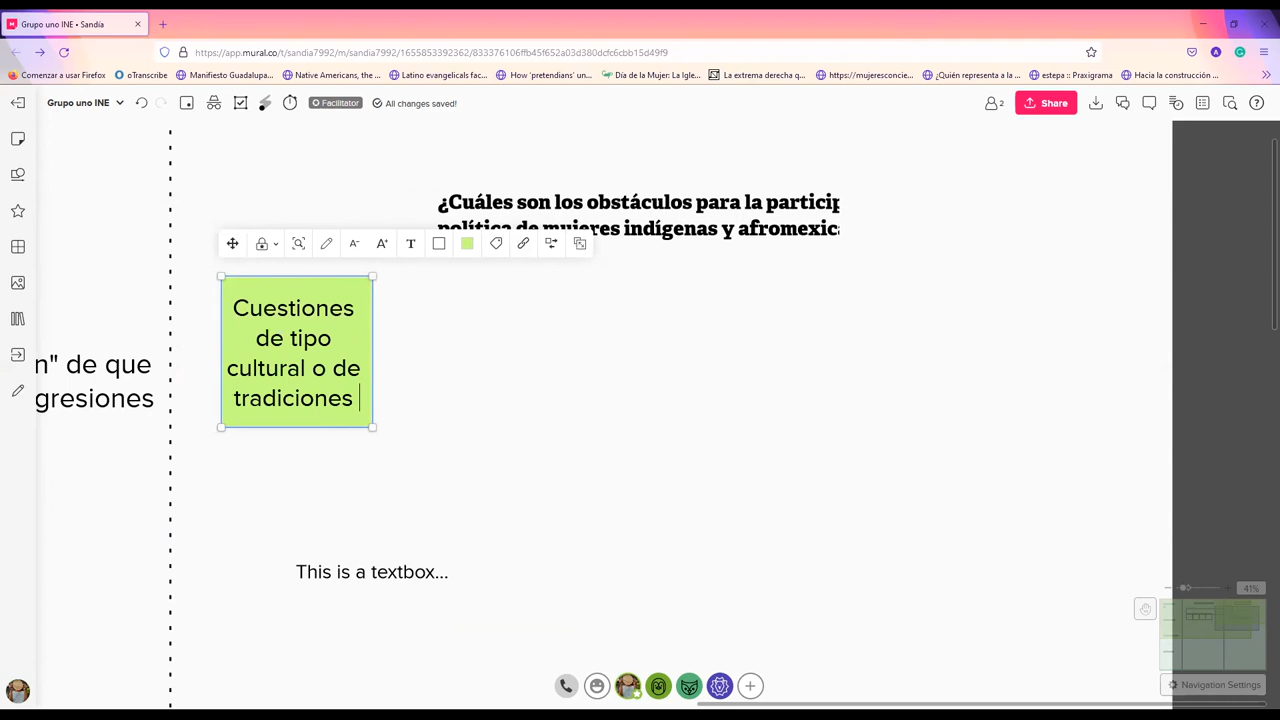 Grupo uno INE • Sandía
https://app.mural.co/t/sandia7992/m/sandia7992/1655853392362/833376106ffb45f652a03d380dcfc6cbb15d49f9
Comenzar a usar Firefox
oTranscribe
Manifiesto Guadalupa...
Native Americans, the ...
Latino evangelicals fac...
How 'pretendians' un...
Día de la Mujer: La Igle...
La extrema derecha q...
https://mujeresconcie...
¿Quién representa a la ...
estepa :: Praxigrama
Hacia la construcción ...
Grupo uno INE
Facilitator
All changes saved!
2
Share
¿Cuáles son los obstáculos para la particip
política de mujeres indígenas y afromexica
A-
A+
T
Cuestiones
de tipo
cultural o de
tradiciones
n" de que
gresiones
This is a textbox...
41%
Navigation Settings